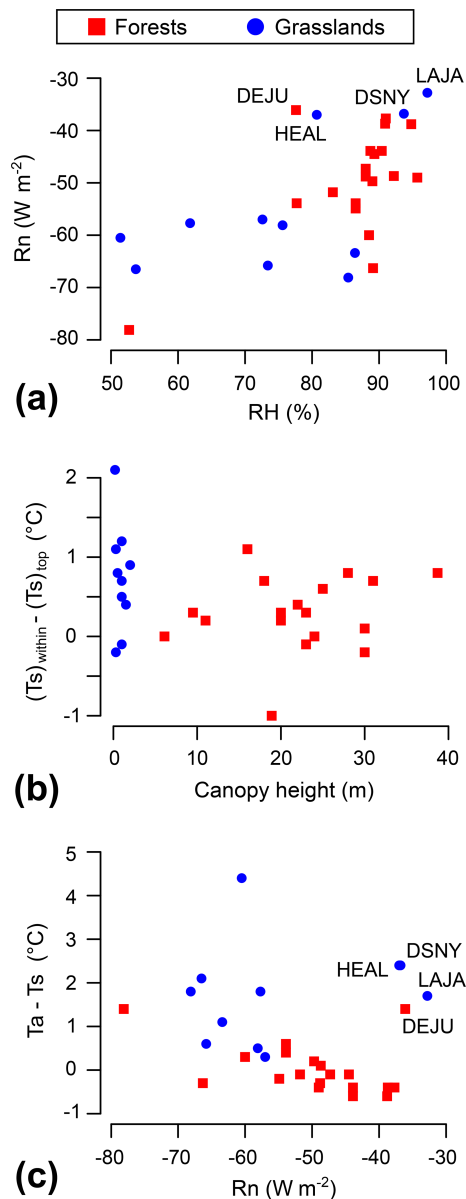 Forests Grasslands
-30
-40
-50
-60
-70
-80
Rn (W m-2)
DEJU
HEAL
DSNY
LAJA
50 60 70 80 90 100
RH (%)
(a)
2
1
0
-1
(Ts)within - (Ts)top (°C)
0 10 20 30 40
Canopy height (m)
(b)
5
4
3
2
1
0
-1
Ta - Ts (°C)
HEAL
DSNY
LAJA
DEJU
-80 -70 -60 -50 -40 -30
Rn (W m-2)
(c)